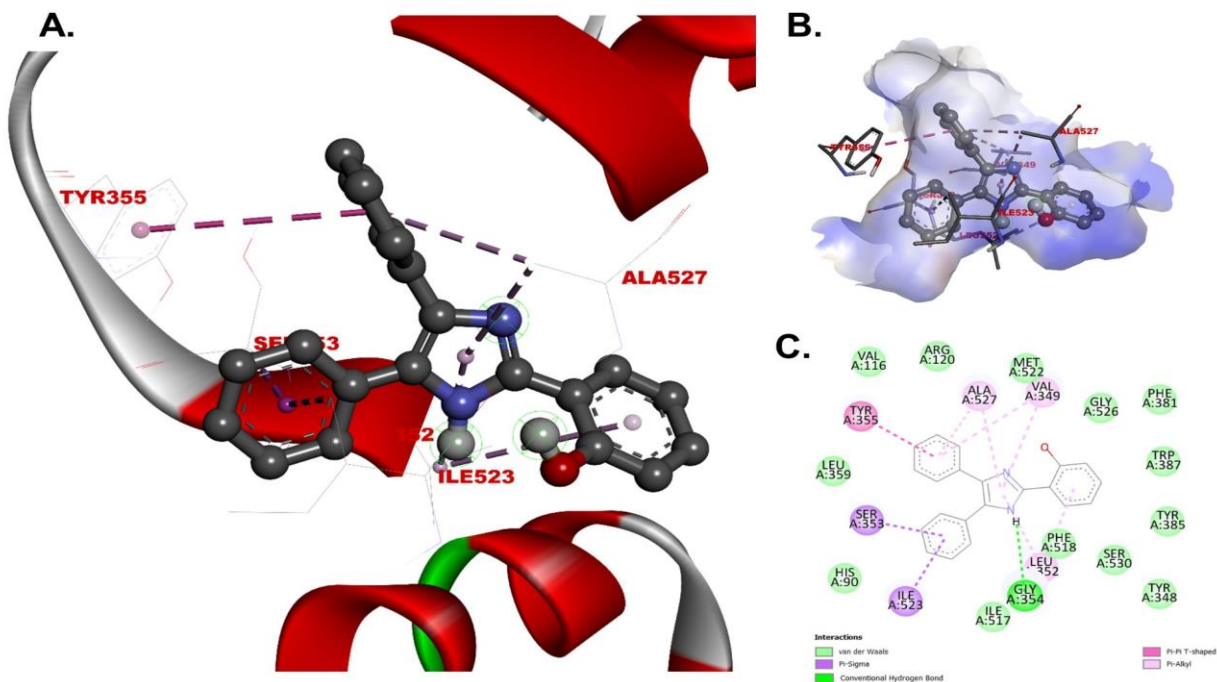 A.
TYR355
ALA527
ILE523
B.
ALA527
TYR355
ILE523
C.
VAL
A:116
ARG
A:120
MET
A:522
ALA
A:527
VAL
A:349
TYR
A:355
GLY
A:526
PHE
A:381
LEU
A:359
TRP
A:387
O
N
N
H
SER
A:353
TYR
A:385
PHE
A:518
SER
A:530
LEU
A:352
HIS
A:90
ILE
A:523
GLY
A:354
ILE
A:517
TYR
A:348
Interactions
van der Waals
Pi-Sigma
Conventional Hydrogen Bond
Pi-Pi T-shaped
Pi-Alkyl